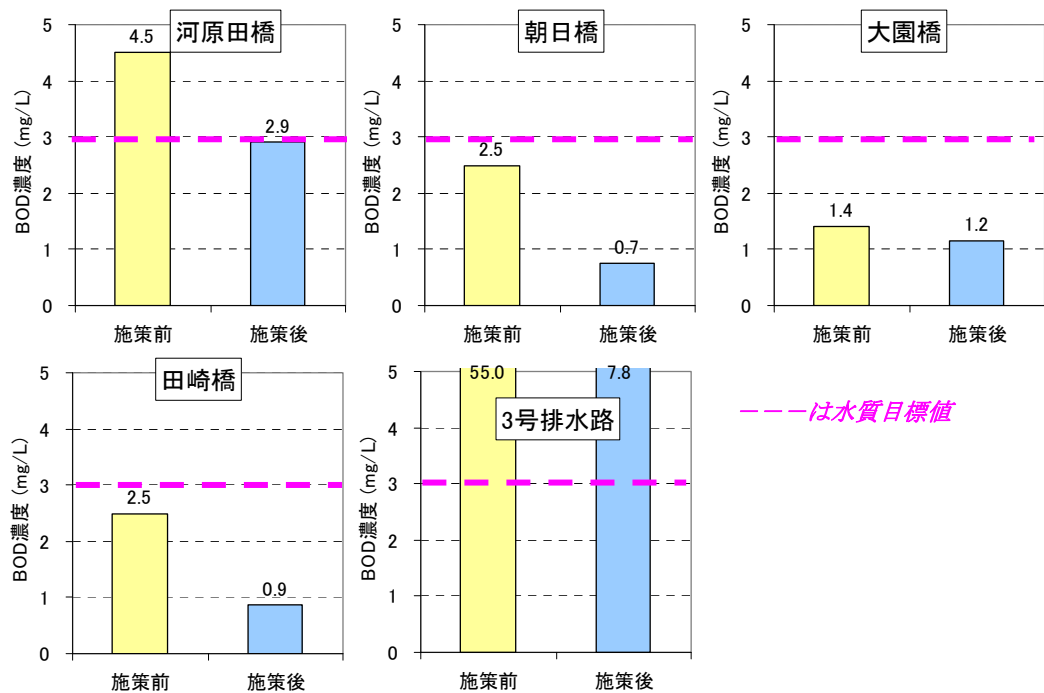 河原田橋
BOD濃度 (mg/L)
5
4
3
2
1
0
4.5
2.9
施策前
施策後
朝日橋
BOD濃度 (mg/L)
5
4
3
2
1
0
2.5
0.7
施策前
施策後
大園橋
BOD濃度 (mg/L)
5
4
3
2
1
0
1.4
1.2
施策前
施策後
田崎橋
BOD濃度 (mg/L)
5
4
3
2
1
0
2.5
0.9
施策前
施策後
3号排水路
BOD濃度 (mg/L)
5
4
3
2
1
0
55.0
7.8
施策前
施策後
---は水質目標値